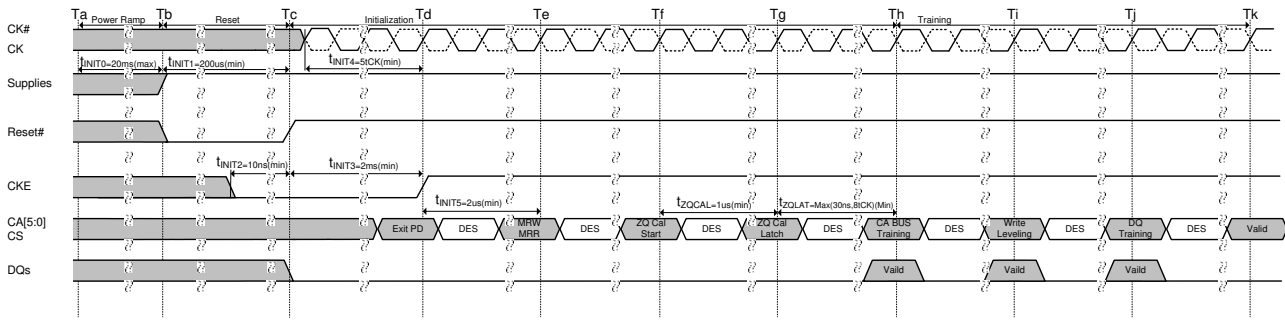 Ta Tb Tc Td Te Tf Tg Th Ti Tj Tk
Power Ramp Reset Initialization Training
CK#
CK
tINIT0=20ms(max) tINIT1=200us(min) tINIT4=5tCK(min)
Supplies
Reset#
tINIT2=10ns(min) tINIT3=2ms(min)
CKE
tINIT5=2us(min) tZQCAL=1us(min) tZQLAT=Max(30ns,8tCK)(Min)
CA[5:0]
CS
Exit PD DES MRW DES ZQ Cal DES ZQ Cal DES CA BUS DES Write DES DQ DES Valid
MRR Start Latch Training Leveling Training
DQs
Vaild Vaild Vaild